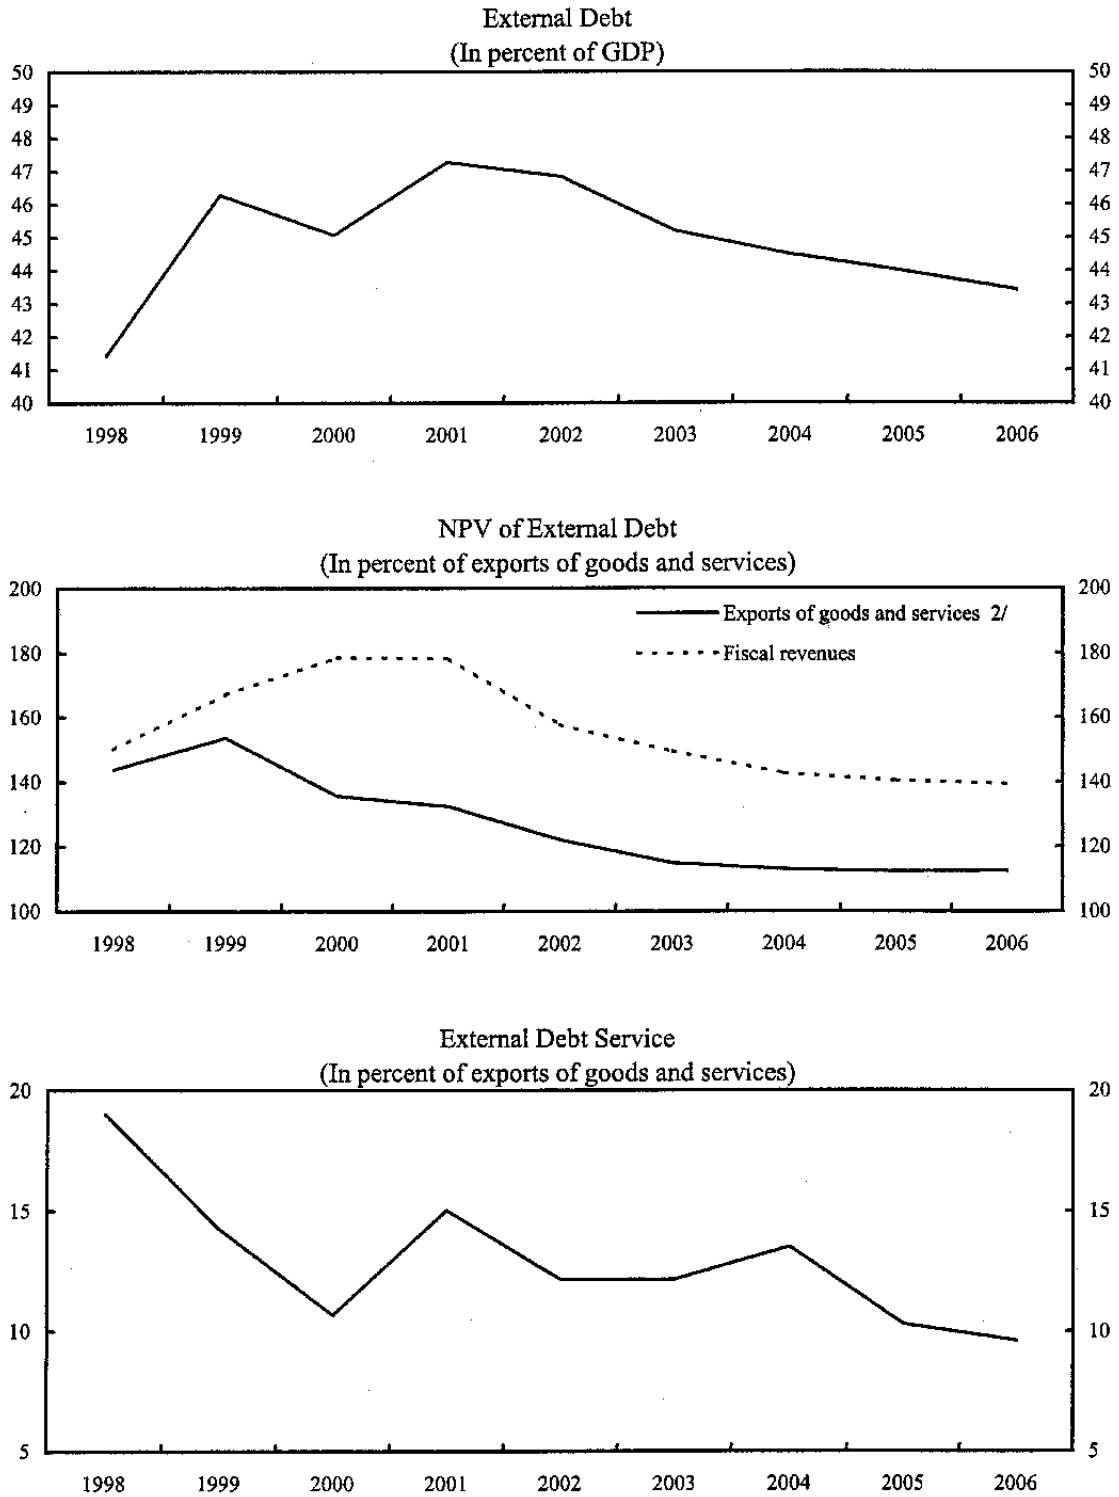 External Debt
(In percent of GDP)
50 50
49 49
48 48
47 47
46 46
45 45
44 44
43 43
42 42
41 41
40 40
1998 1999 2000 2001 2002 2003 2004 2005 2006
NPV of External Debt
(In percent of exports of goods and services)
200 200
Exports of goods and services 2/
180 Fiscal revenues 180
160 160
140 140
120 120
100 100
1998 1999 2000 2001 2002 2003 2004 2005 2006
External Debt Service
(In percent of exports of goods and services)
20 20
15 15
10 10
5 5
1998 1999 2000 2001 2002 2003 2004 2005 2006